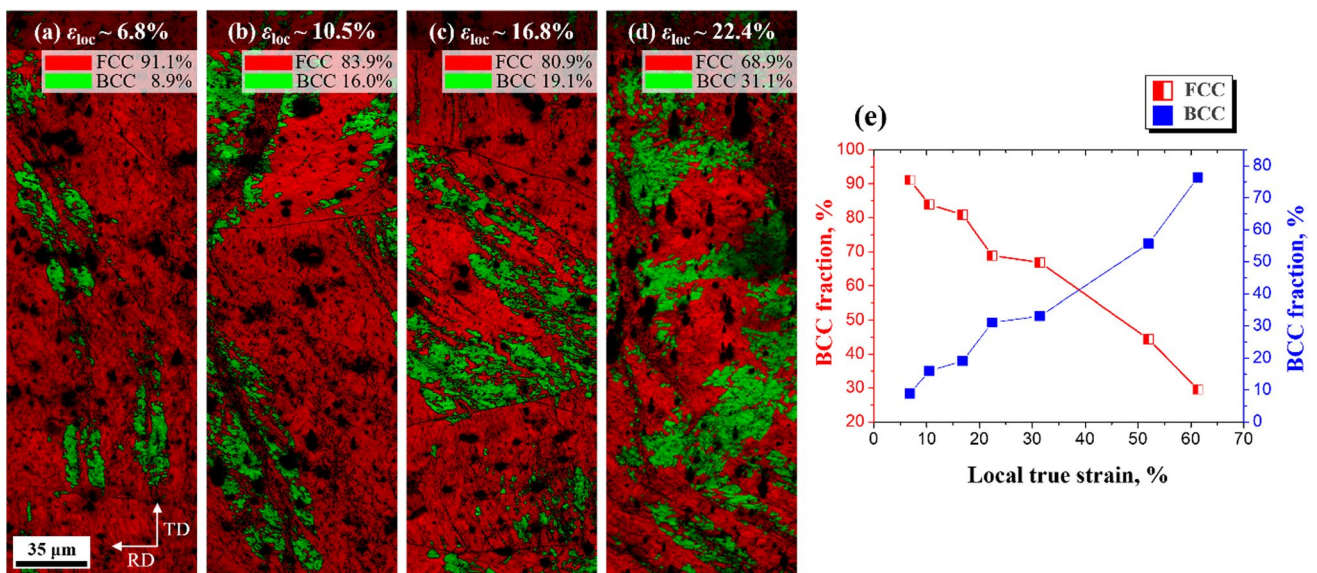 (a) εloc ~ 6.8%
FCC 91.1%
BCC 8.9%
TD
RD
35 μm
(b) εloc ~ 10.5%
FCC 83.9%
BCC 16.0%
(c) εloc ~ 16.8%
FCC 80.9%
BCC 19.1%
(d) εloc ~ 22.4%
FCC 68.9%
BCC 31.1%
(e)
FCC
BCC
BCC fraction, %
100
90
80
70
60
50
40
30
20
0 10 20 30 40 50 60 70
Local true strain, %
80
70
60
50
40
30
20
10
0
BCC fraction, %